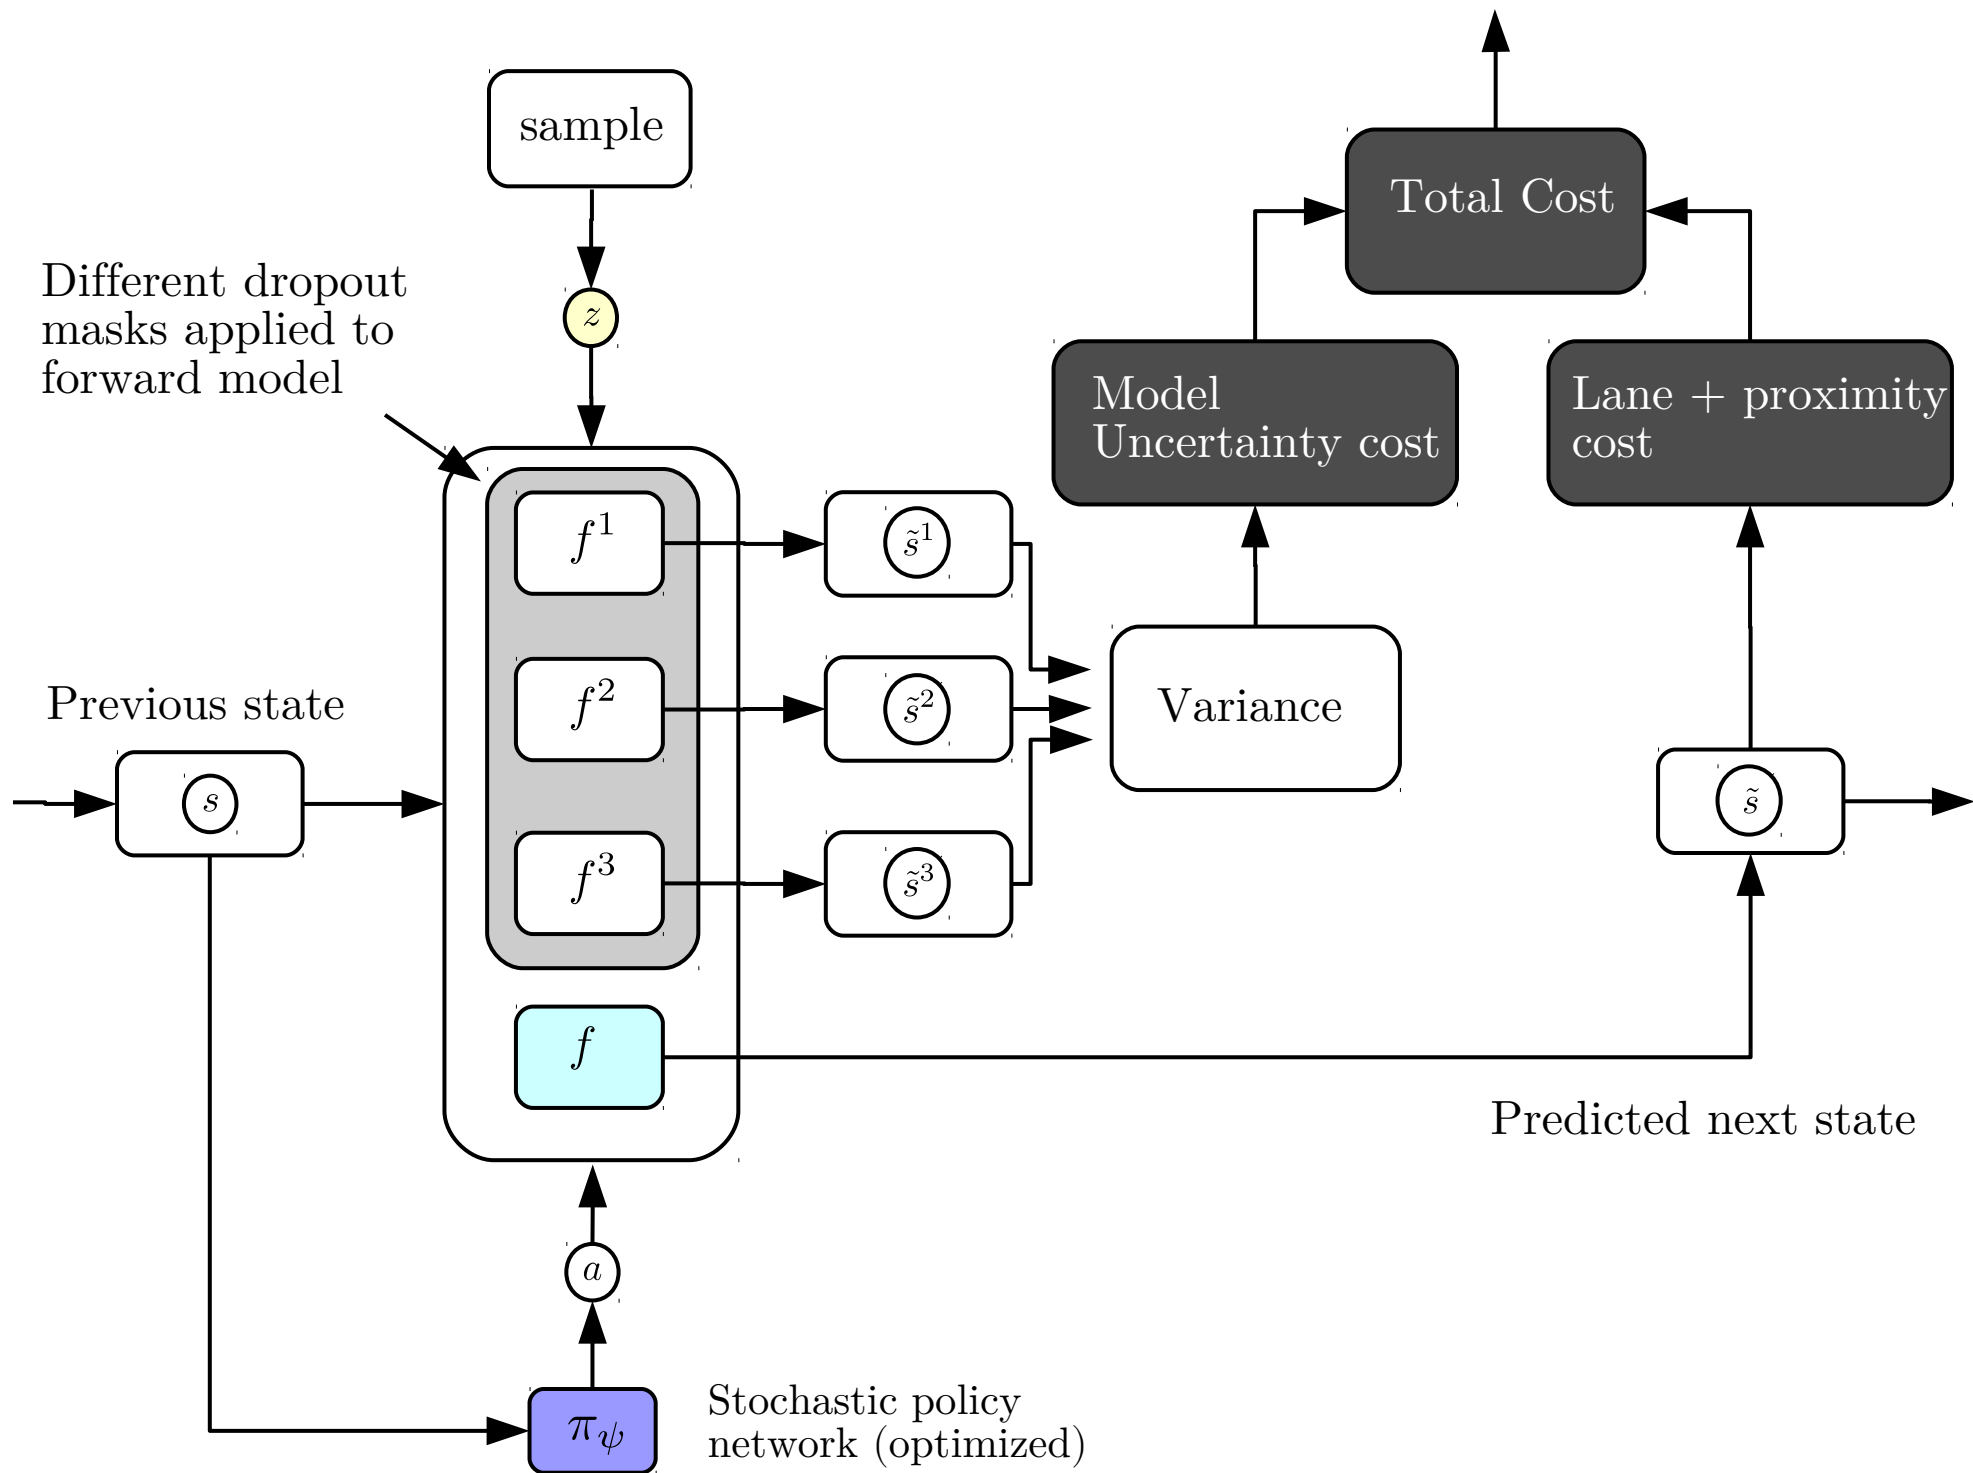 sample
Total Cost
Different dropout
masks applied to
forward model
z
Model
Uncertainty cost
Lane + proximity
cost
f¹
s̃¹
f²
s̃²
Variance
Previous state
s
s̃
f³
s̃³
f
Predicted next state
a
π_ψ
Stochastic policy
network (optimized)